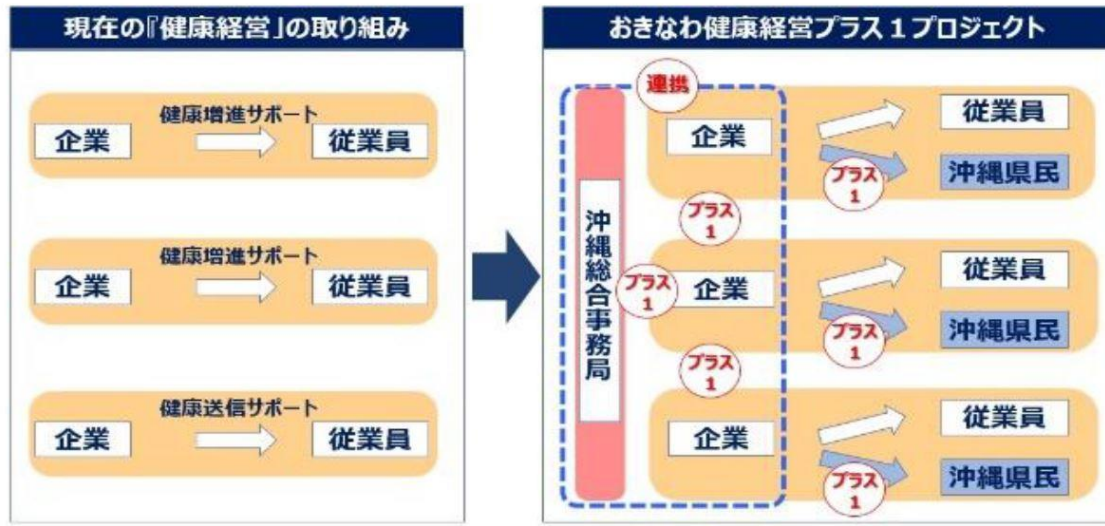 現在の『健康経営』の取り組み
健康増進サポート
企業
従業員
健康増進サポート
企業
従業員
健康送信サポート
企業
従業員
おきなわ健康経営プラス1プロジェクト
連携
沖縄総合事務局
企業
従業員
プラス
1
沖縄県民
プラス
1
プラス
1
企業
従業員
プラス
1
沖縄県民
プラス
1
企業
従業員
プラス
1
沖縄県民